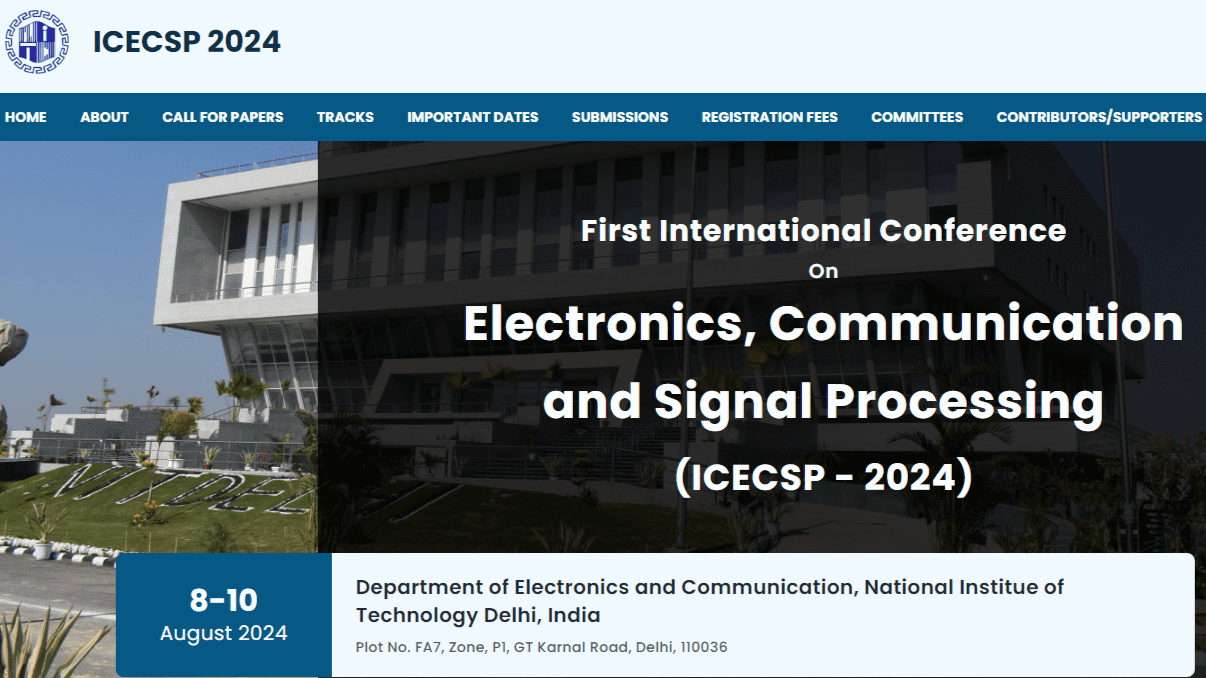 ICECSP 2024
HOME ABOUT CALL FOR PAPERS TRACKS IMPORTANT DATES SUBMISSIONS REGISTRATION FEES COMMITTEES CONTRIBUTORS/SUPPORTERS
First International Conference
On
Electronics, Communication
and Signal Processing
(ICECSP - 2024)
NITDEL
8-10
August 2024
Department of Electronics and Communication, National Institue of
Technology Delhi, India
Plot No. FA7, Zone, P1, GT Karnal Road, Delhi, 110036